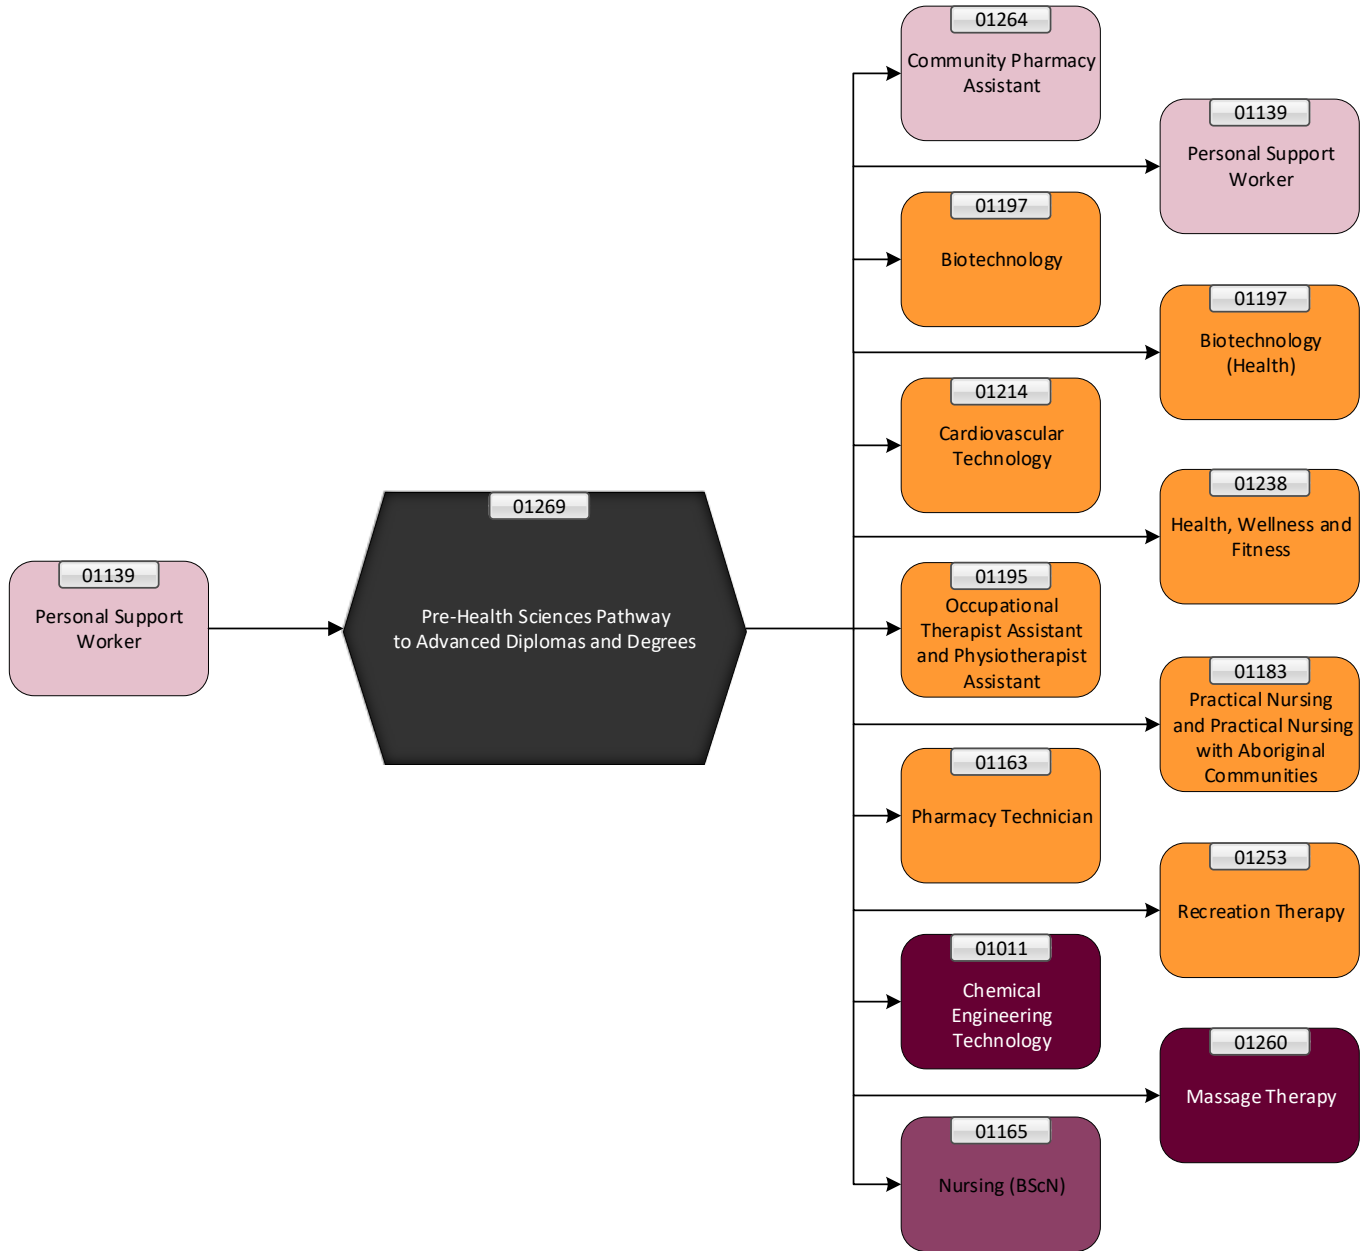 01139
Personal Support
Worker
01269
Pre-Health Sciences Pathway
to Advanced Diplomas and Degrees
01264
Community Pharmacy
Assistant
01139
Personal Support
Worker
01197
Biotechnology
01197
Biotechnology
(Health)
01214
Cardiovascular
Technology
01238
Health, Wellness and
Fitness
01195
Occupational
Therapist Assistant
and Physiotherapist
Assistant
01183
Practical Nursing
and Practical Nursing
with Aboriginal
Communities
01163
Pharmacy Technician
01253
Recreation Therapy
01011
Chemical
Engineering
Technology
01260
Massage Therapy
01165
Nursing (BScN)